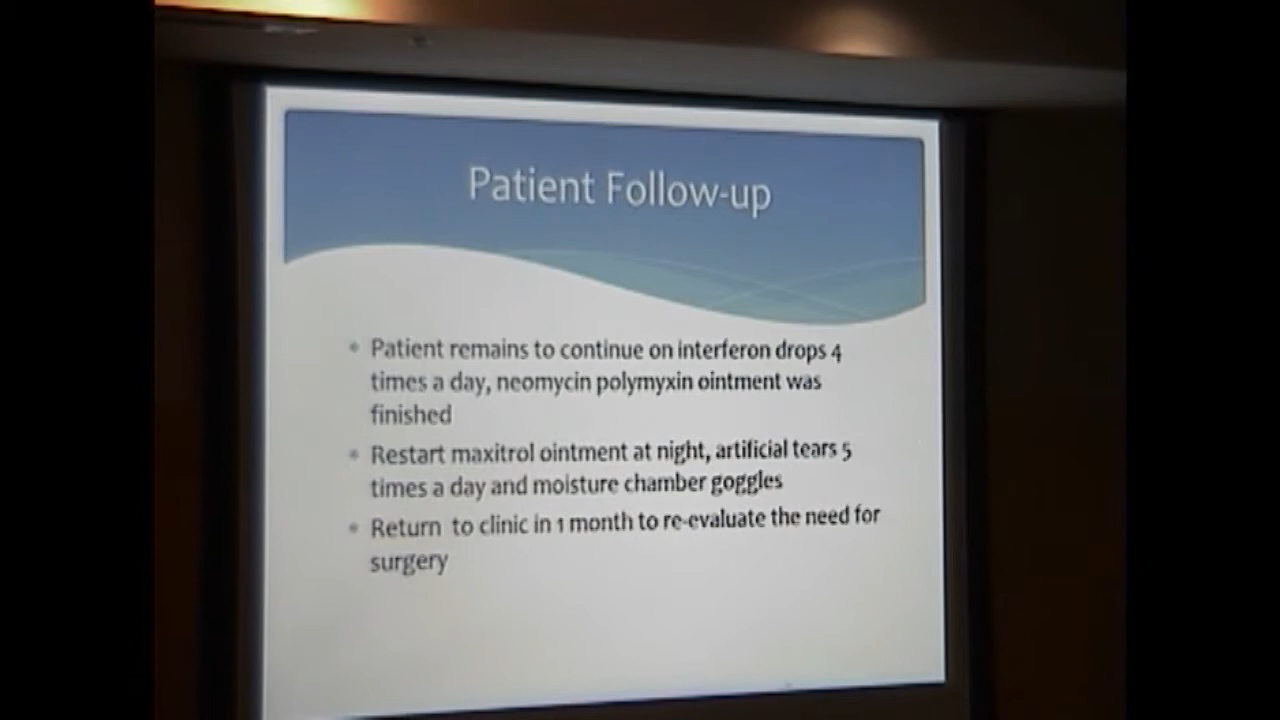 Patient Follow-up
• Patient remains to continue on interferon drops 4
times a day, neomycin polymyxin ointment was
finished
• Restart maxitrol ointment at night, artificial tears 5
times a day and moisture chamber goggles
• Return to clinic in 1 month to re-evaluate the need for
surgery